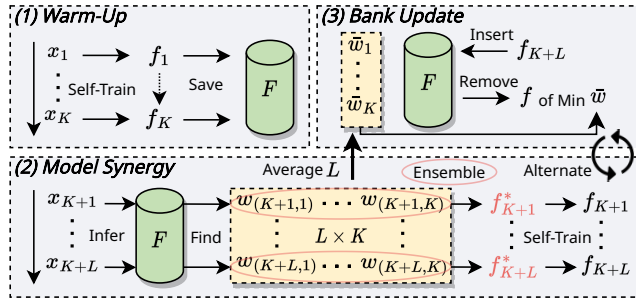 (1) Warm-Up
x_1 f_1
Self-Train Save F
x_K f_K
(3) Bank Update
w̄_1 Insert f_{K+L}
F
w̄_K Remove f of Min w̄
(2) Model Synergy
Average L Ensemble Alternate
x_{K+1} w_{(K+1,1)} ··· w_{(K+1,K)} f^*_{K+1} f_{K+1}
Infer F Find L × K Self-Train
x_{K+L} w_{(K+L,1)} ··· w_{(K+L,K)} f^*_{K+L} f_{K+L}